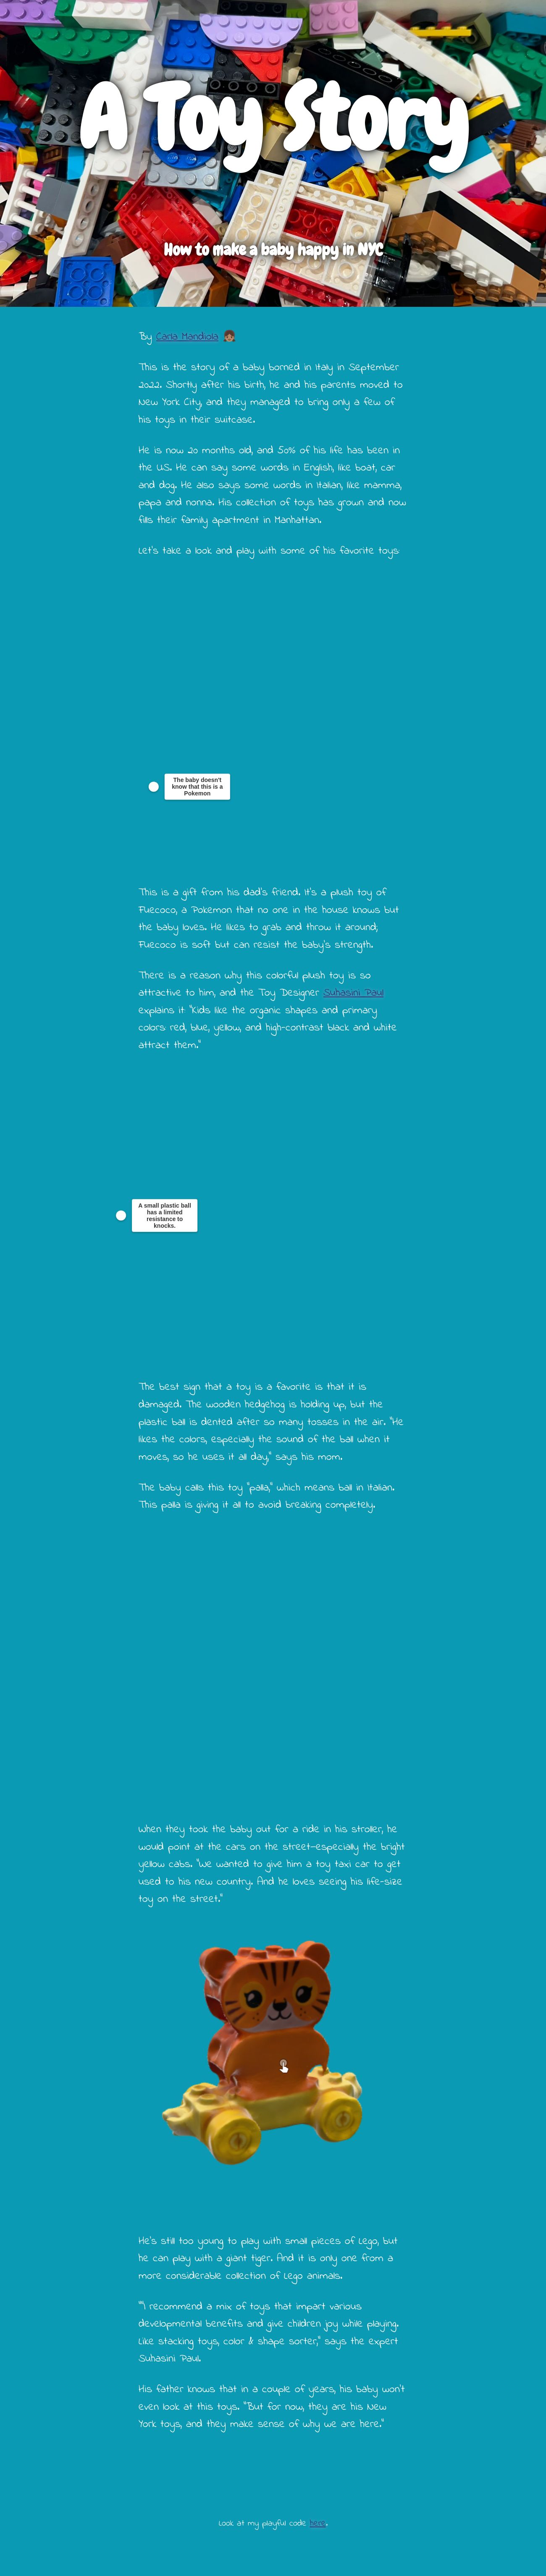 A Toy Story
How to make a baby happy in NYC
By Carla Mandiola 👧🏽
This is the story of a baby borned in Italy in September
2022. Shortly after his birth, he and his parents moved to
New York City, and they managed to bring only a few of
his toys in their suitcase.
He is now 20 months old, and 50% of his life has been in
the US. He can say some words in English, like boat, car
and dog. He also says some words in Italian, like mamma,
papa and nonna. His collection of toys has grown and now
fills their family apartment in Manhattan.
Let's take a look and play with some of his favorite toys:
The baby doesn't
know that this is a
Pokemon
This is a gift from his dad's friend. It's a plush toy of
Fuecoco, a Pokemon that no one in the house knows but
the baby loves. He likes to grab and throw it around;
Fuecoco is soft but can resist the baby's strength.
There is a reason why this colorful plush toy is so
attractive to him, and the Toy Designer Suhasini Paul
explains it: "Kids like the organic shapes and primary
colors: red, blue, yellow, and high-contrast black and white
attract them."
A small plastic ball
has a limited
resistance to
knocks.
The best sign that a toy is a favorite is that it is
damaged. The wooden hedgehog is holding up, but the
plastic ball is dented after so many tosses in the air. "He
likes the colors, especially the sound of the ball when it
moves, so he uses it all day," says his mom.
The baby calls this toy "palla," which means ball in Italian.
This palla is giving it all to avoid breaking completely.
When they took the baby out for a ride in his stroller, he
would point at the cars on the street—especially the bright
yellow cabs. "We wanted to give him a toy taxi car to get
used to his new country. And he loves seeing his life-size
toy on the street."
He's still too young to play with small pieces of Lego, but
he can play with a giant tiger. And it is only one from a
more considerable collection of Lego animals.
""I recommend a mix of toys that impart various
developmental benefits and give children joy while playing.
Like stacking toys, color & shape sorter," says the expert
Suhasini Paul.
His father knows that in a couple of years, his baby won't
even look at this toys. "But for now, they are his New
York toys, and they make sense of why we are here."
Look at my playful code here.